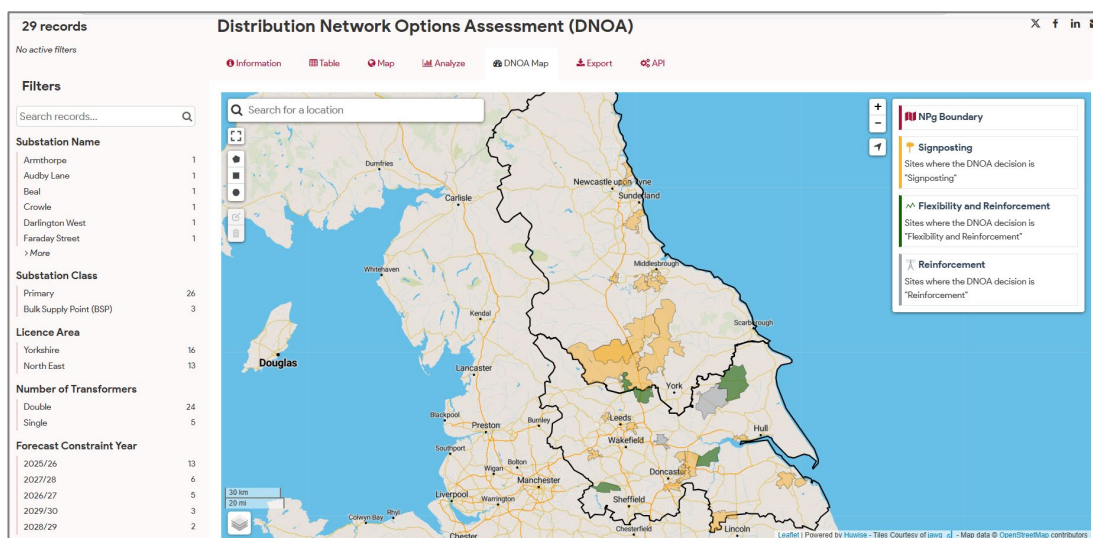 29 records
No active filters
Filters
Search records...
Substation Name
Armthorpe 1
Audby Lane 1
Beal 1
Crowle 1
Darlington West 1
Faraday Street 1
> More
Substation Class
Primary 26
Bulk Supply Point (BSP) 3
Licence Area
Yorkshire 16
North East 13
Number of Transformers
Double 24
Single 5
Forecast Constraint Year
2025/26 13
2027/28 6
2026/27 5
2029/30 3
2028/29 2
Distribution Network Options Assessment (DNOA)
Information Table Map Analyze DNOA Map Export API
Search for a location
+
−
NPg Boundary
Signposting
Sites where the DNOA decision is
"Signposting"
Flexibility and Reinforcement
Sites where the DNOA decision is
"Flexibility and Reinforcement"
Reinforcement
Sites where the DNOA decision is
"Reinforcement"
Dumfries
Newcastle upon Tyne
Carlisle
Sunderland
Whitehaven
Middlesbrough
Kendal
Scarborough
Douglas
Lancaster
York
Blackpool
Preston
Burnley
Leeds
Hull
Wakefield
Southport
Bolton
Wigan
Manchester
Doncaster
Liverpool
Warrington
Sheffield
Colwyn Bay
Rhyl
Chester
Chesterfield
Lincoln
30 km
20 mi
Leaflet | Powered by Huwise - Tiles Courtesy of jawg - Map data © OpenStreetMap contributors